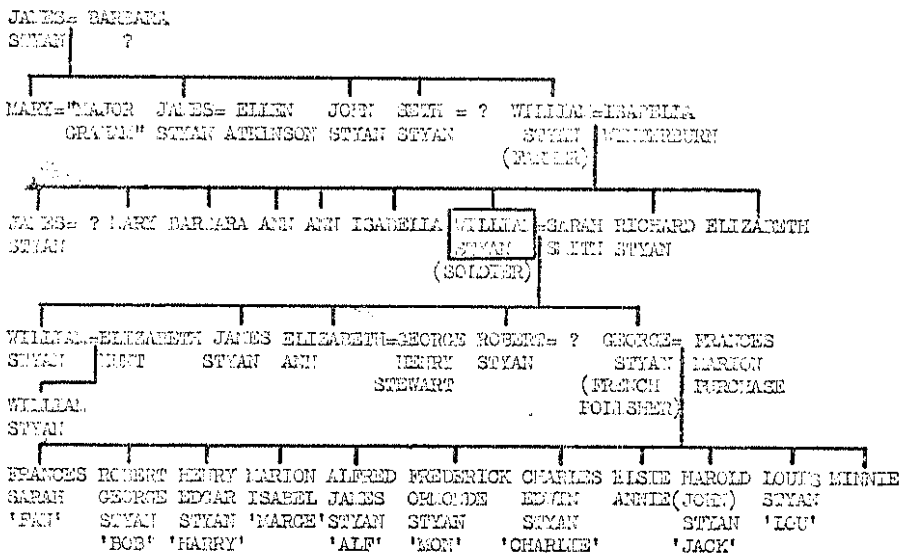 JAMES= BARBARA
STYAN ?
MARY="MAJOR JAMES= ELLEN JOHN SETH = ? WILLIAM=ISABELLA
GRAHAM" STYAN ATKINSON STYAN STYAN STYAN WINTERBURN
(FARMER)
JAMES= ? MARY BARBARA ANN ANN ISABELLA WILLIAM=SARAH RICHARD ELIZABETH
STYAN STYAN SMITH STYAN
(SOLDIER)
WILLIAM=ELIZABETH JAMES ELIZABETH=GEORGE ROBERT= ? GEORGE= FRANCES
STYAN STYAN ANN HENRY STYAN STYAN MARION
STEWART (FRENCH PURCHASE
WILLIAM POLISHER)
STYAN
FRANCES ROBERT HENRY MARION ALFRED FREDERICK CHARLES ELSIE HAROLD LOUIS MINNIE
SARAH GEORGE EDGAR ISABEL JAMES ORMONDE EDWIN ANNIE (JOHN) STYAN
'FAN' STYAN STYAN 'MARGE' STYAN STYAN STYAN STYAN 'LOU'
'BOB' 'HARRY' 'ALF' 'MON' 'CHARLIE' 'JACK'